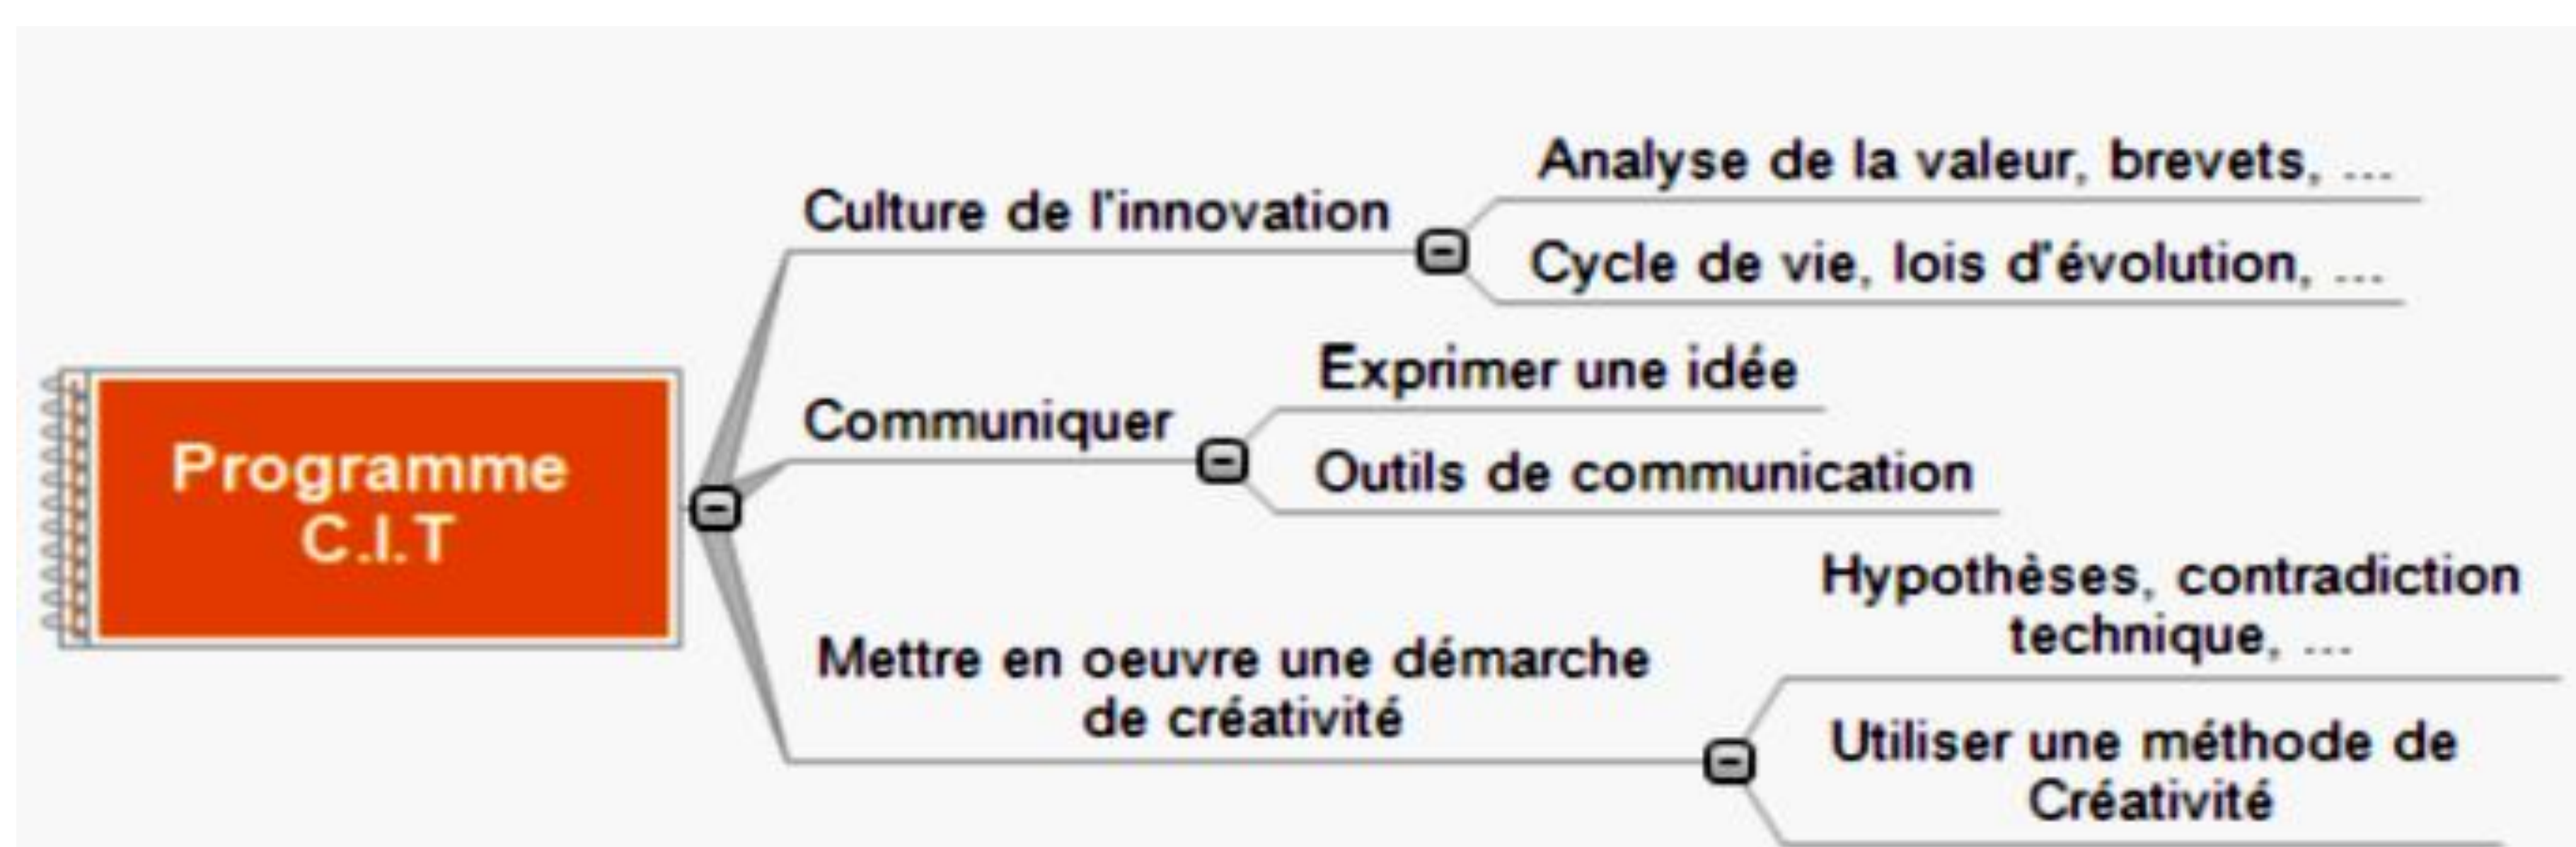 Programme
C.I.T
Culture de l'innovation
Analyse de la valeur, brevets, ...
Cycle de vie, lois d'évolution, ...
Communiquer
Exprimer une idée
Outils de communication
Mettre en oeuvre une démarche
de créativité
Hypothèses, contradiction
technique, ...
Utiliser une méthode de
Créativité